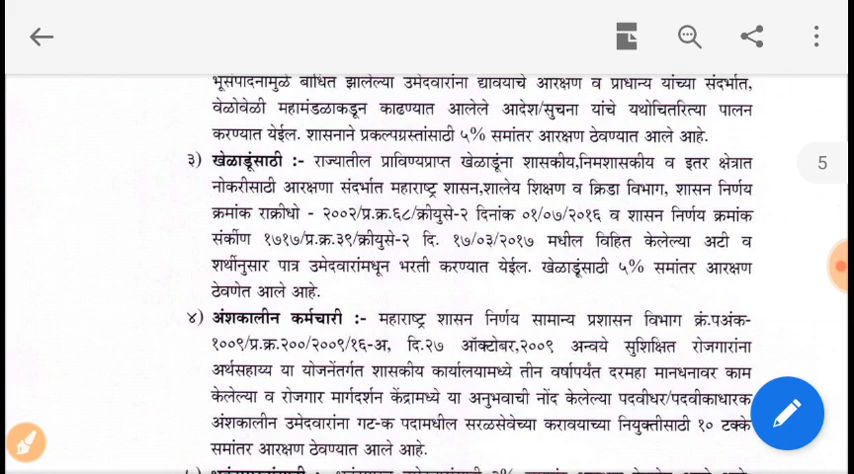 भूसंपादनामुळे बाधित झालेल्या उमेदवारांना द्यावयाचे आरक्षण व प्राधान्य यांच्या संदर्भात,
वेळोवेळी महामंडळाकडून काढण्यात आलेले आदेश/सुचना यांचे यथोचितरित्या पालन
करण्यात येईल. शासनाने प्रकल्पग्रस्तांसाठी ५% समांतर आरक्षण ठेवण्यात आले आहे.
5
३) खेळाडूंसाठी :- राज्यातील प्राविण्यप्राप्त खेळाडूंना शासकीय,निमशासकीय व इतर क्षेत्रात
नोकरीसाठी आरक्षणा संदर्भात महाराष्ट्र शासन,शालेय शिक्षण व क्रिडा विभाग, शासन निर्णय
क्रमांक राक्रीधो - २००२/प्र.क्र.६८/क्रीयुसे-२ दिनांक ०१/०७/२०१६ व शासन निर्णय क्रमांक
संकीण १७१७/प्र.क्र.३९/क्रीयुसे-२ दि. १७/०३/२०१७ मधील विहित केलेल्या अटी व
शर्थीनुसार पात्र उमेदवारांमधून भरती करण्यात येईल. खेळाडूंसाठी ५% समांतर आरक्षण
ठेवणेत आले आहे.
४) अंशकालीन कर्मचारी :- महाराष्ट्र शासन निर्णय सामान्य प्रशासन विभाग क्रं.पअंक-
१००९/प्र.क्र.२००/२००९/१६-अ, दि.२७ ऑक्टोबर,२००९ अन्वये सुशिक्षित रोजगारांना
अर्थसहाय्य या योजनेंतर्गत शासकीय कार्यालयामध्ये तीन वर्षापर्यंत दरमहा मानधनावर काम
केलेल्या व रोजगार मार्गदर्शन केंद्रामध्ये या अनुभवाची नोंद केलेल्या पदवीधर/पदवीकाधारक
अंशकालीन उमेदवारांना गट-क पदामधील सरळसेवेच्या करावयाच्या नियुक्तीसाठी १० टक्के
समांतर आरक्षण ठेवण्यात आले आहे.